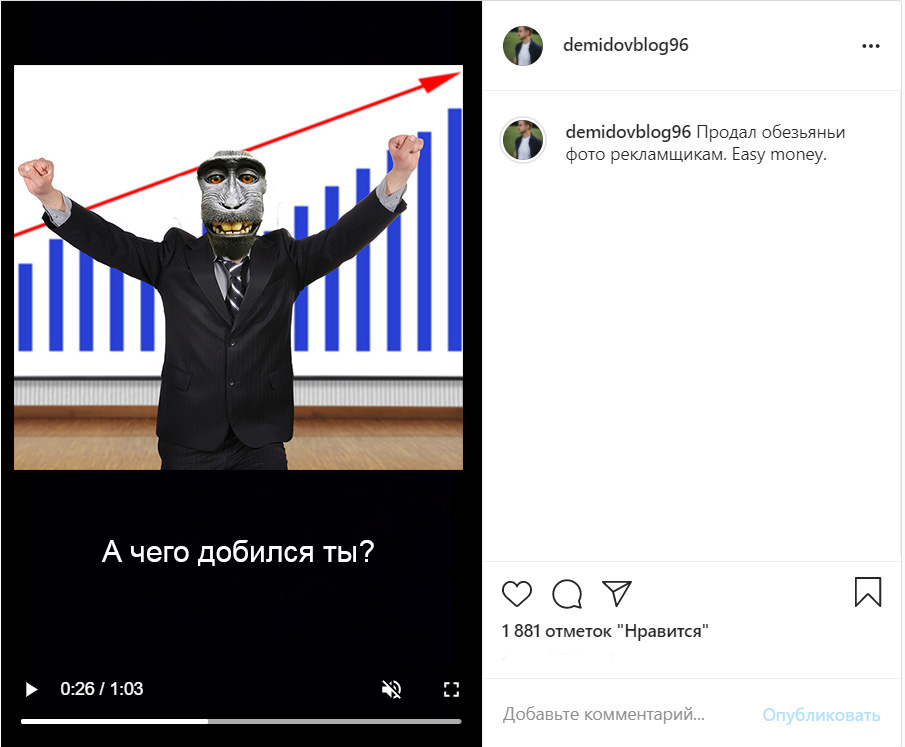 demidovblog96
demidovblog96 Продал обезьяньи
фото рекламщикам. Easy money.
А чего добился ты?
0:26 / 1:03
1 881 отметок "Нравится"
Добавьте комментарий...
Опубликовать